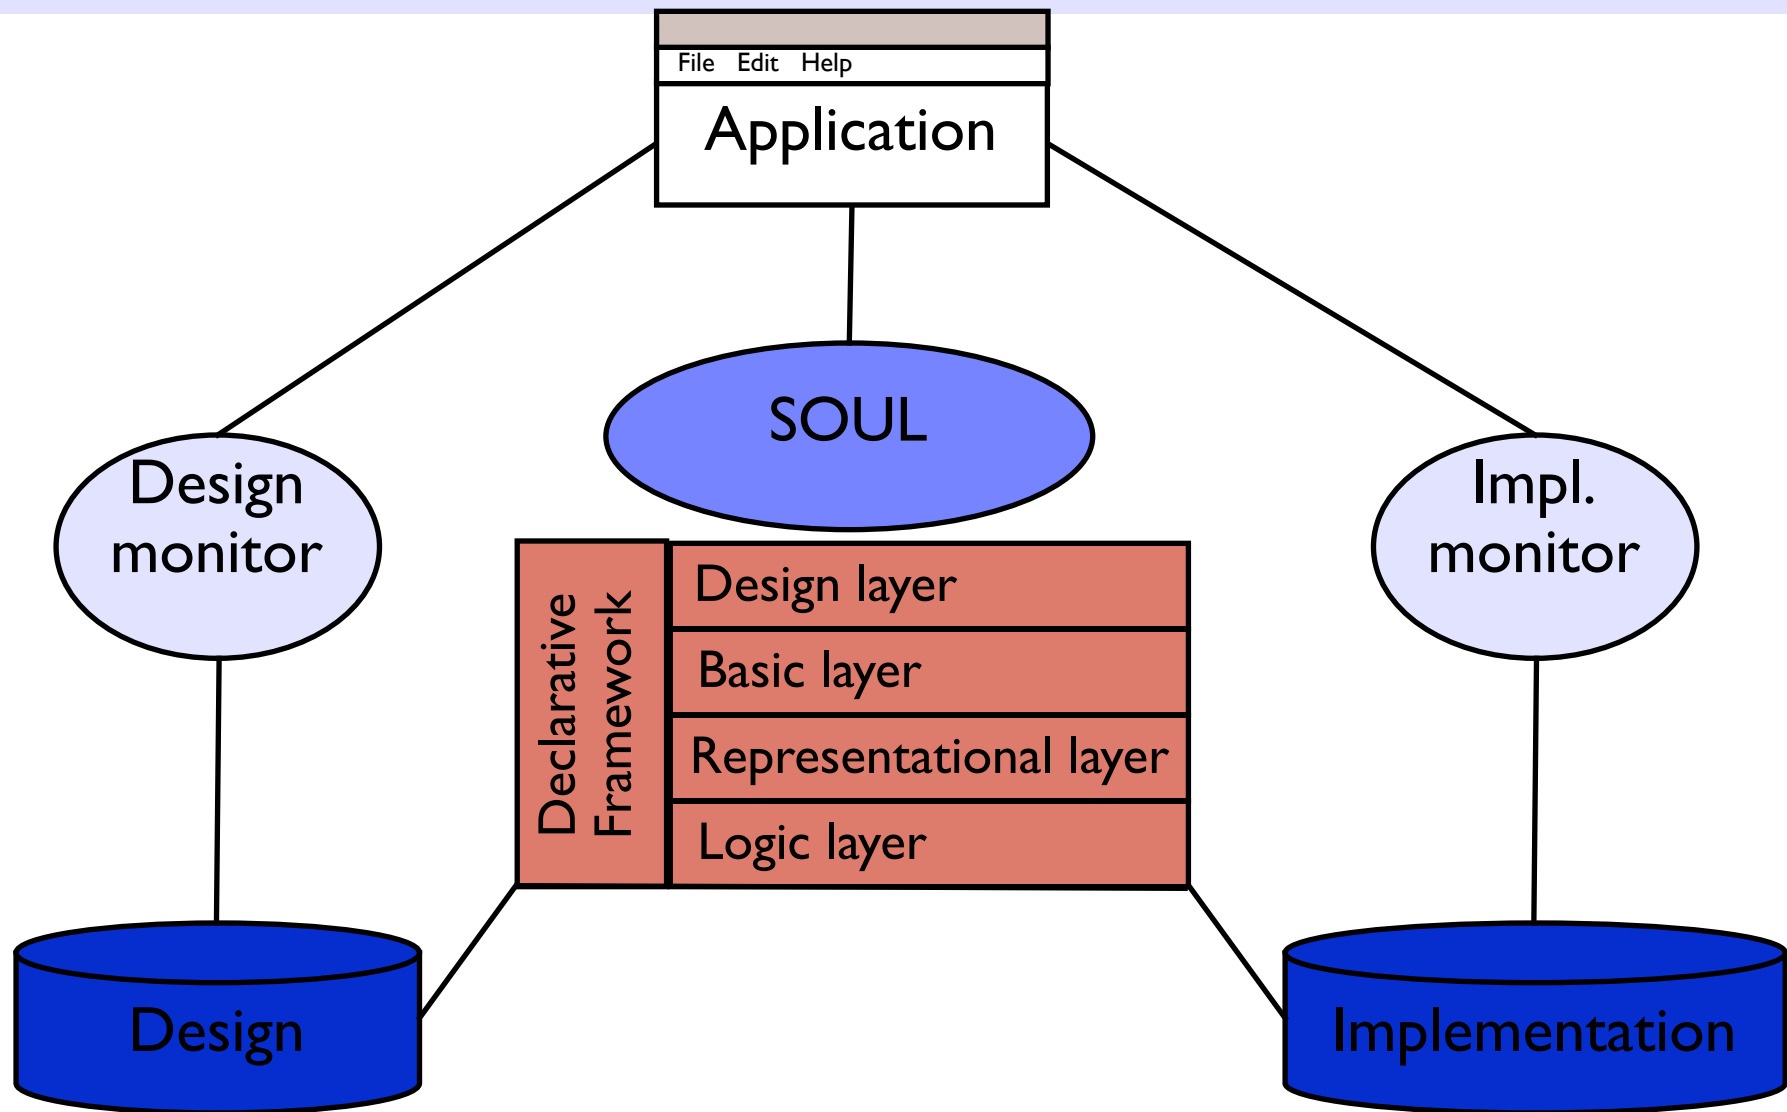 File Edit Help
Application
SOUL
Design
monitor
Impl.
monitor
Declarative
Framework
Design layer
Basic layer
Representational layer
Logic layer
Design
Implementation